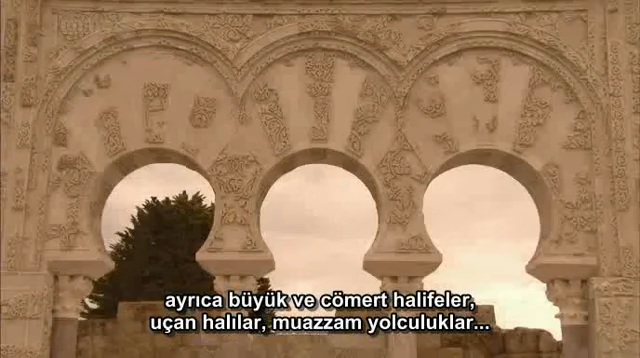 ayrıca büyük ve cömert halifeler,
uçan halılar, muazzam yolculuklar...